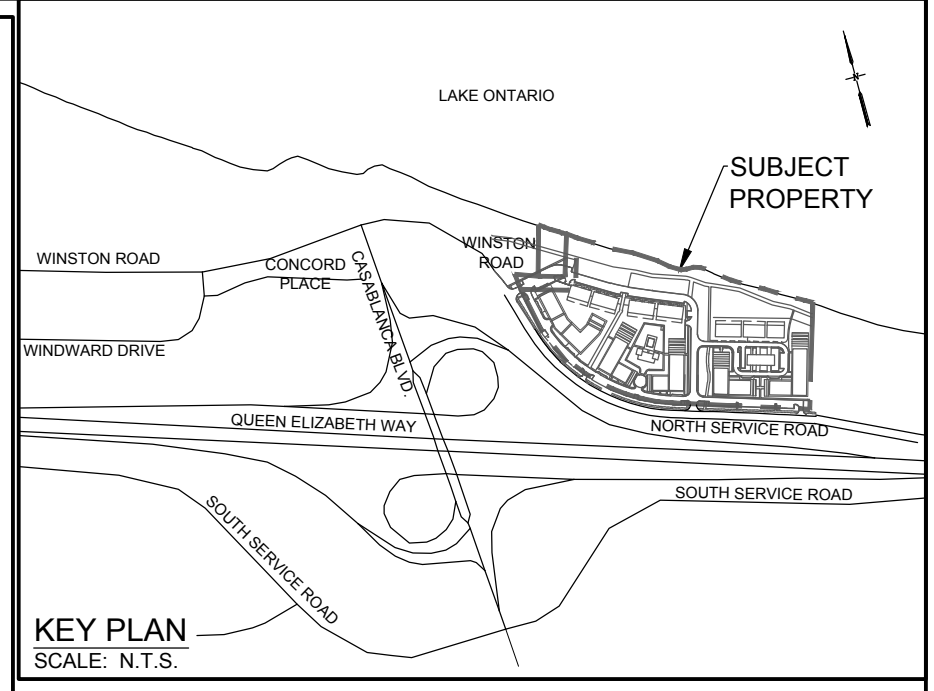 LAKE ONTARIO
N
SUBJECT
PROPERTY
WINSTON
ROAD
WINSTON ROAD
CONCORD
PLACE
CASABLANCA BLVD.
WINDWARD DRIVE
QUEEN ELIZABETH WAY
NORTH SERVICE ROAD
SOUTH SERVICE ROAD
SOUTH SERVICE ROAD
KEY PLAN
SCALE: N.T.S.